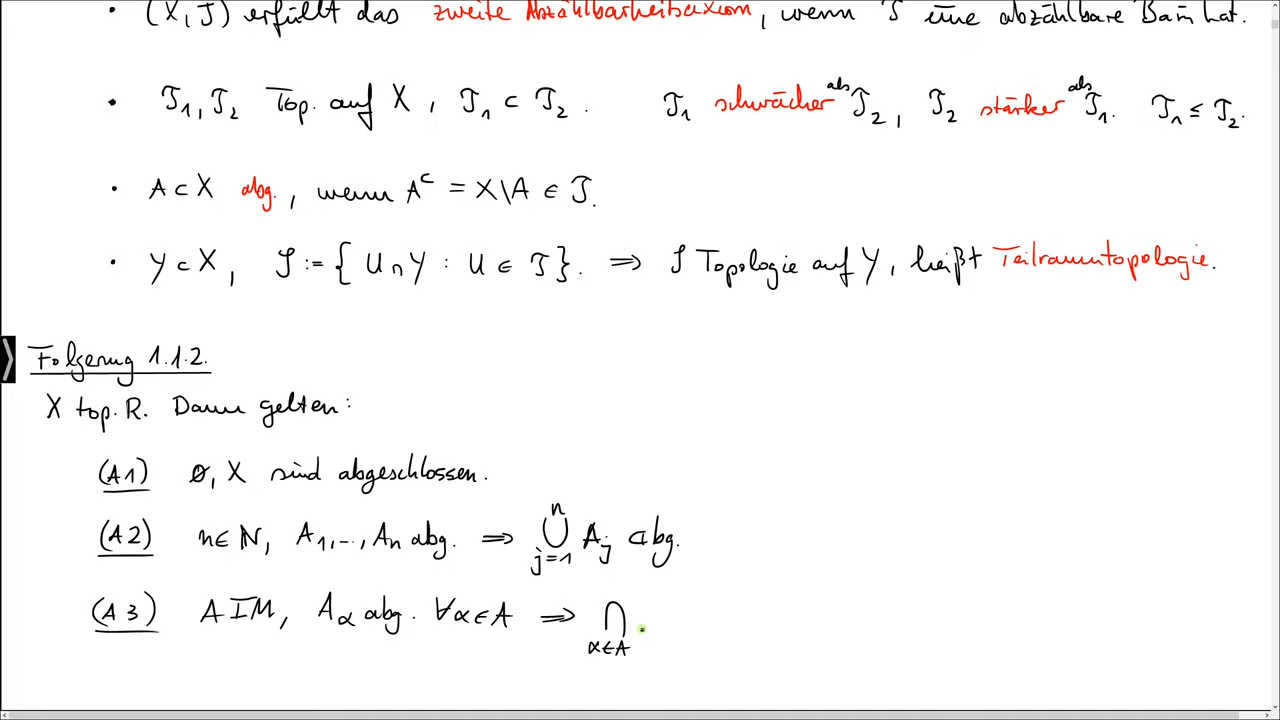 • (X, T) erfüllt das zweite Abzählbarkeitsaxiom, wenn T eine abzählbare Basis hat.
• T₁, T₂ Top. auf X, T₁ ⊂ T₂. T₁ schwächer als T₂, T₂ stärker als T₁. T₁ ≤ T₂.
• A ⊂ X abg., wenn Aᶜ = X\A ∈ T.
• Y ⊂ X, S := { U ∩ Y : U ∈ T }. ⇒ S Topologie auf Y, heißt Teilraumtopologie.
Folgerung 1.1.2.
X top. R. Dann gelten:
(A1) ∅, X sind abgeschlossen.
(A2) n ∈ ℕ, A₁, ..., Aₙ abg. ⇒ ⋃_{j=1}^{n} Aⱼ abg.
(A3) A IM, A_α abg. ∀α ∈ A ⇒ ⋂_{α∈A}